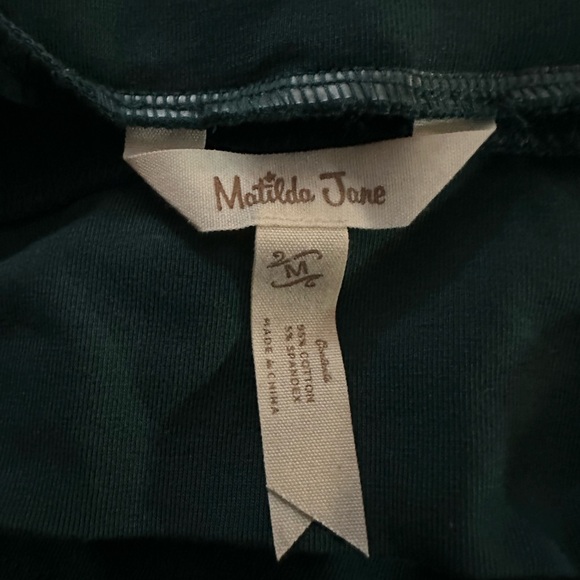 Matilda Jane
M
Contents
95% COTTON
5% SPANDEX
MADE IN CHINA